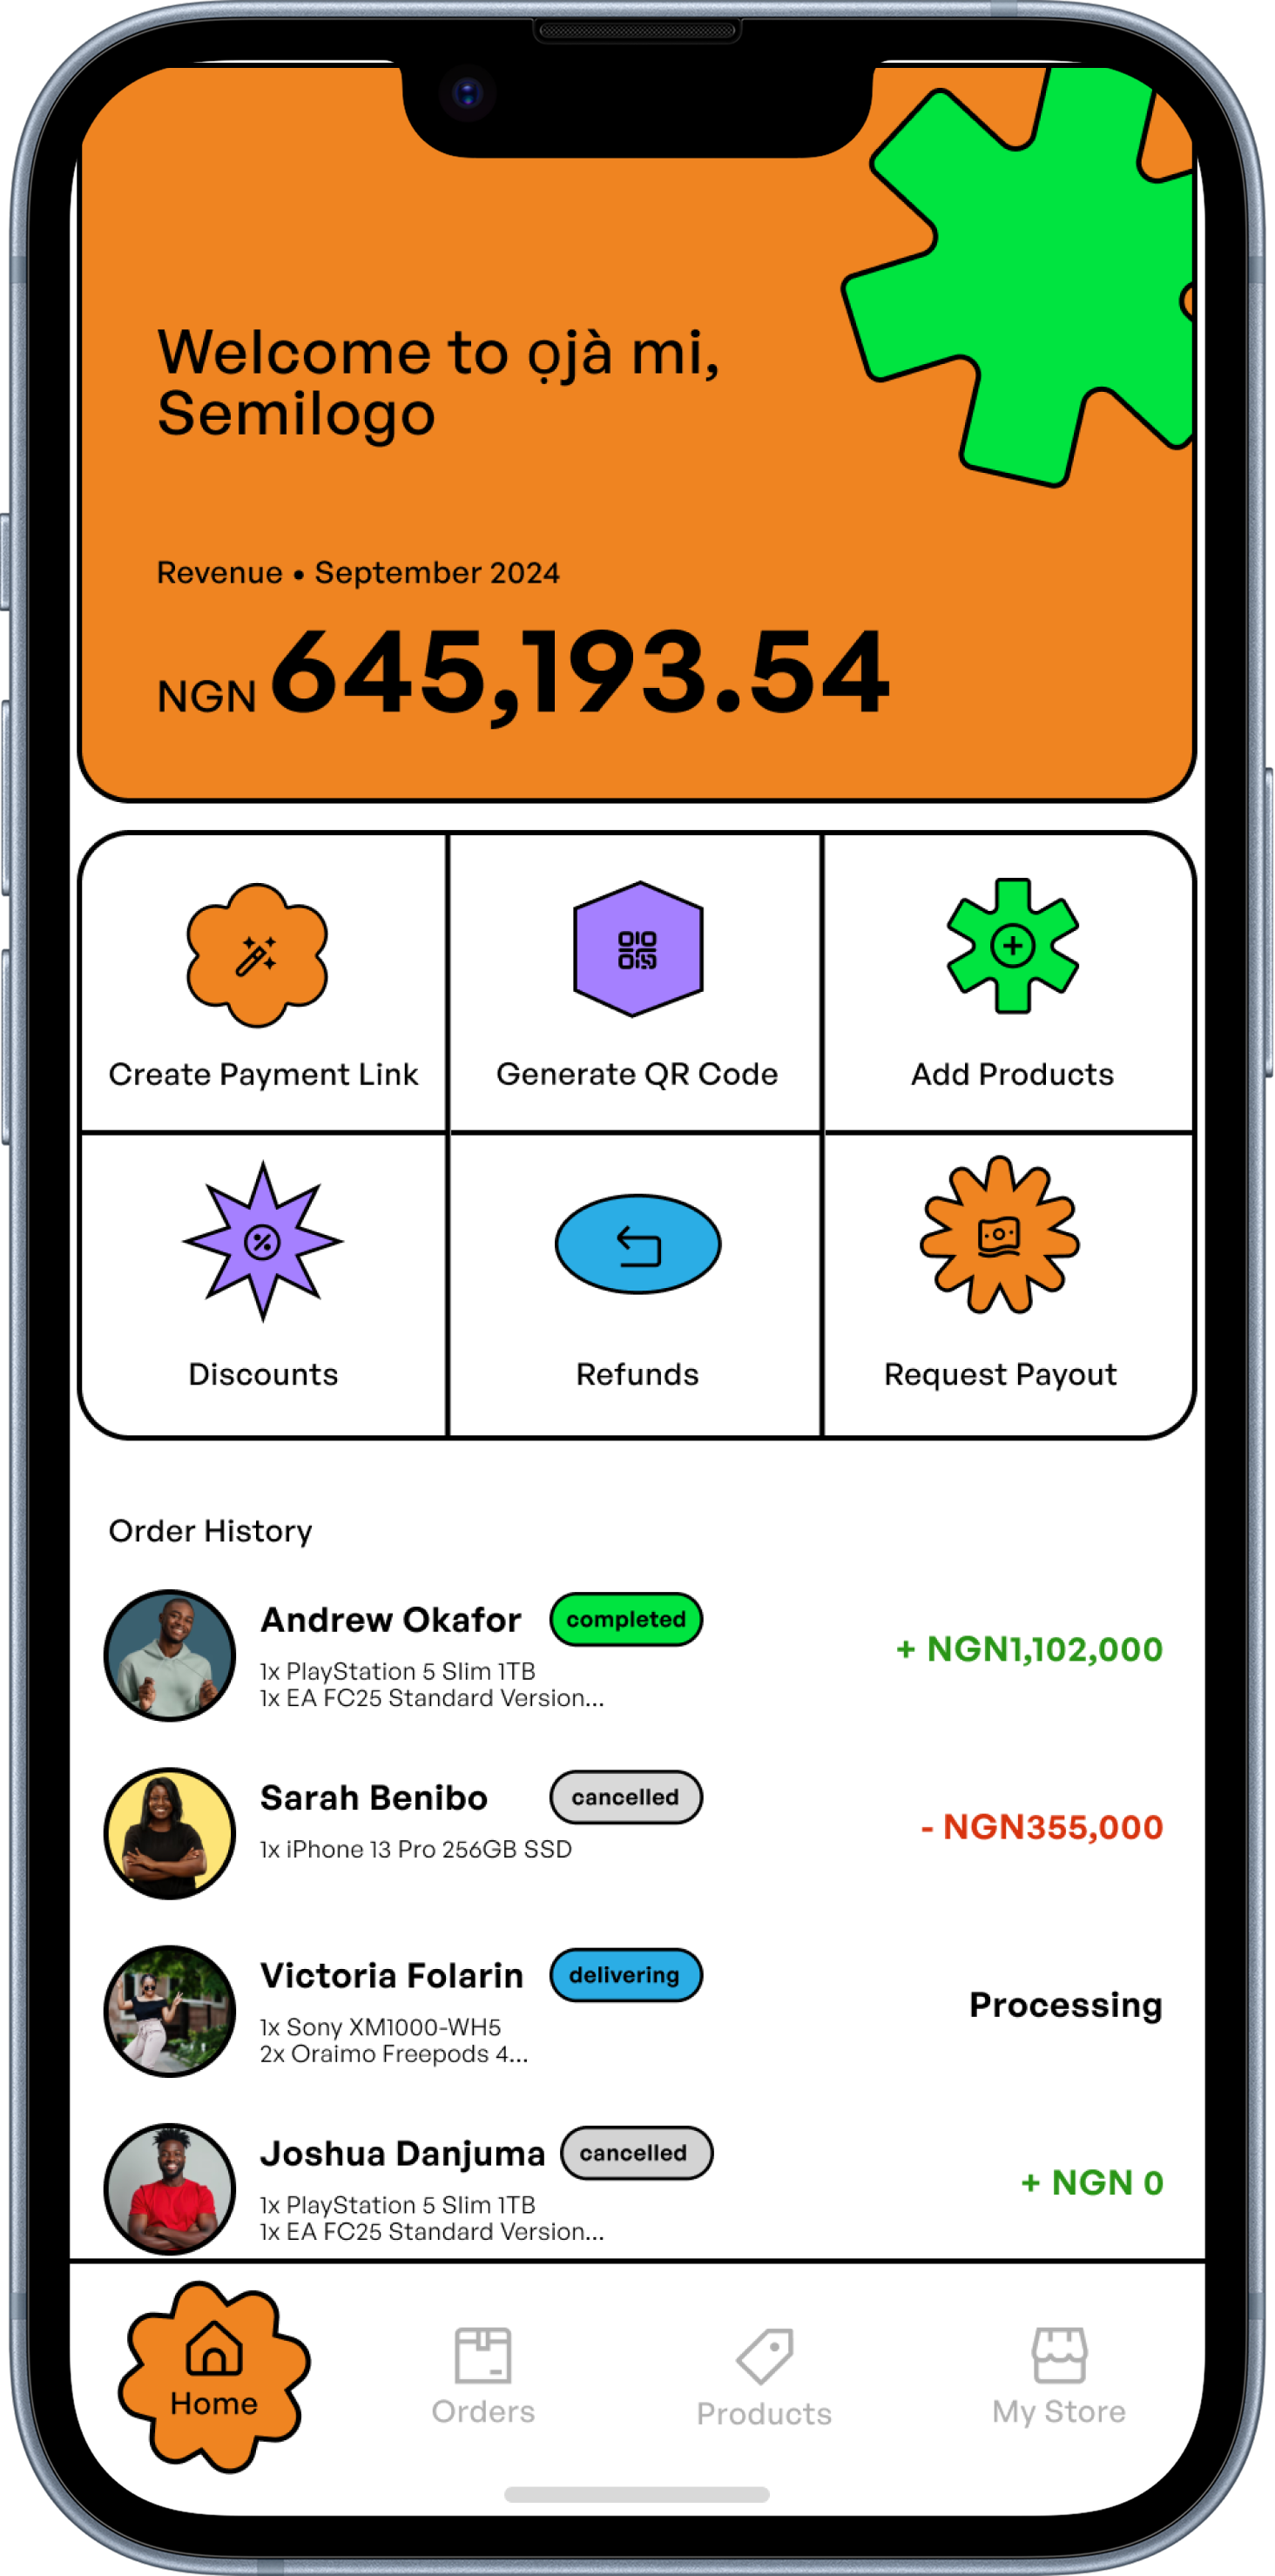 Welcome to ọjà mi,
Semilogo
Revenue • September 2024
NGN 645,193.54
Create Payment Link
Generate QR Code
Add Products
Discounts
Refunds
Request Payout
Order History
Andrew Okafor completed
1x PlayStation 5 Slim 1TB
1x EA FC25 Standard Version...
+ NGN1,102,000
Sarah Benibo cancelled
1x iPhone 13 Pro 256GB SSD
- NGN355,000
Victoria Folarin delivering
1x Sony XM1000-WH5
2x Oraimo Freepods 4...
Processing
Joshua Danjuma cancelled
1x PlayStation 5 Slim 1TB
1x EA FC25 Standard Version...
+ NGN 0
Home
Orders
Products
My Store